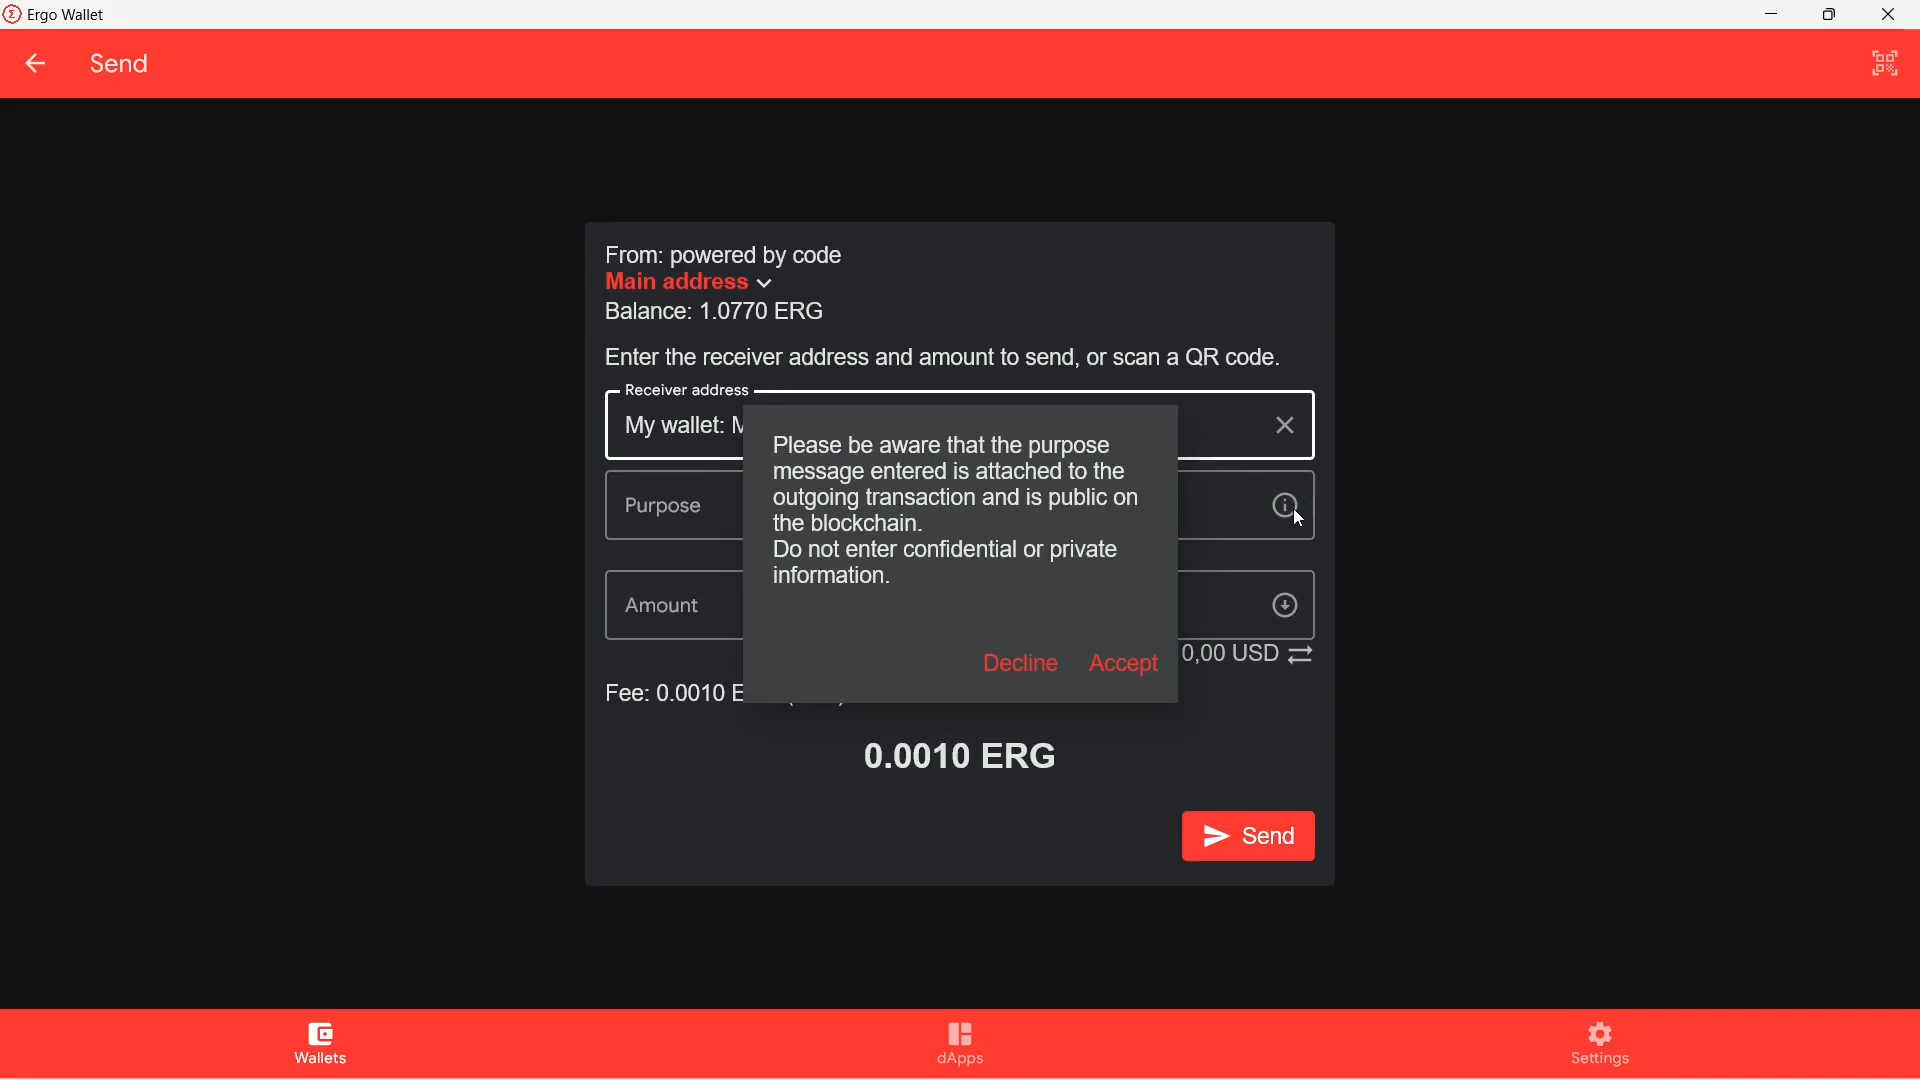 Ergo Wallet
Send
From: powered by code
Main address
Balance: 1.0770 ERG
Enter the receiver address and amount to send, or scan a QR code.
Receiver address
My wallet:
Please be aware that the purpose
message entered is attached to the
outgoing transaction and is public on
the blockchain.
Do not enter confidential or private
information.
Decline Accept
Purpose
Amount
0,00 USD
Fee: 0.0010
0.0010 ERG
Send
Wallets
dApps
Settings